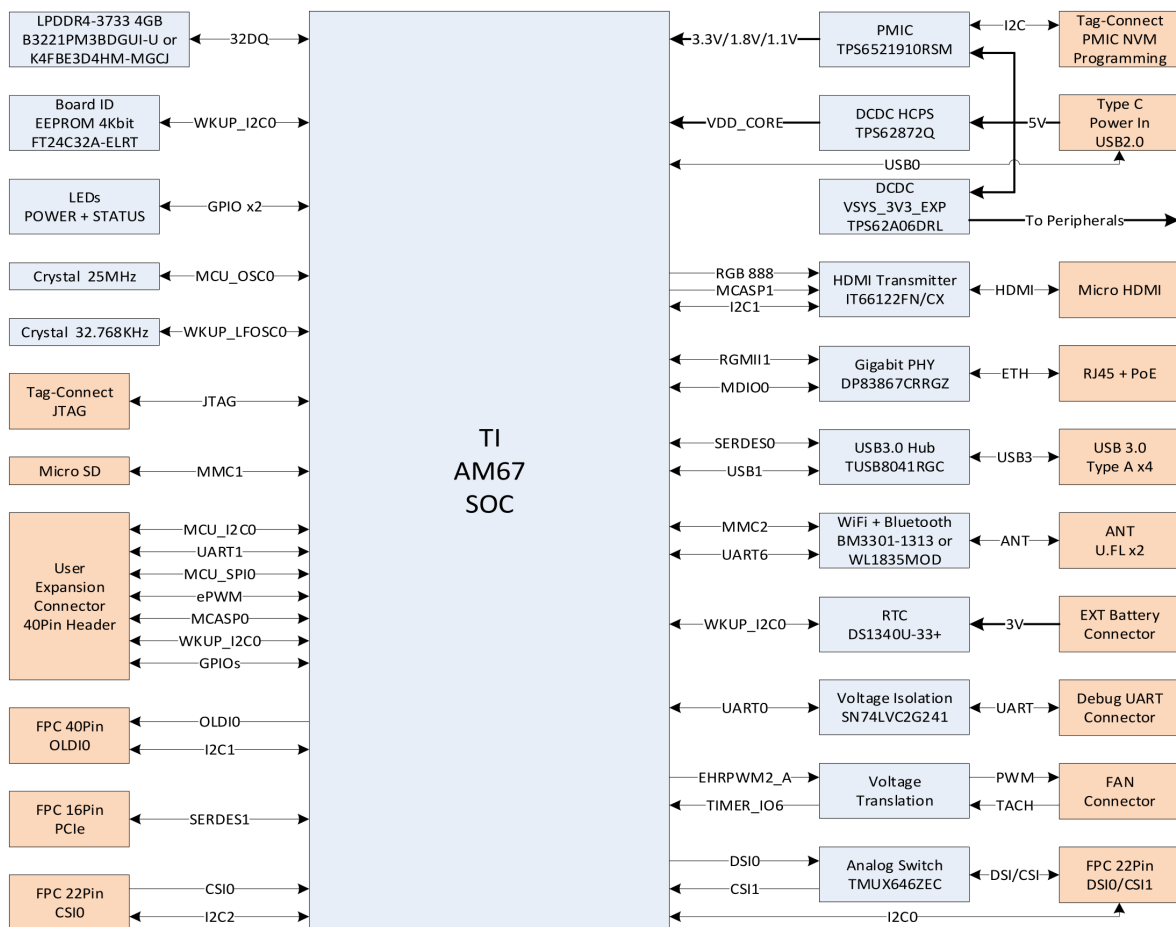 LPDDR4-3733 4GB
B3221PM3BDGUI-U or
K4FBE3D4HM-MGCJ
32DQ
Board ID
EEPROM 4Kbit
FT24C32A-ELRT
WKUP_I2C0
LEDs
POWER + STATUS
GPIO x2
Crystal 25MHz
MCU_OSC0
Crystal 32.768KHz
WKUP_LFOSC0
Tag-Connect
JTAG
JTAG
Micro SD
MMC1
User
Expansion
Connector
40Pin Header
MCU_I2C0
UART1
MCU_SPI0
ePWM
MCASP0
WKUP_I2C0
GPIOs
FPC 40Pin
OLDI0
OLDI0
I2C1
FPC 16Pin
PCIe
SERDES1
FPC 22Pin
CSI0
CSI0
I2C2
TI
AM67
SOC
3.3V/1.8V/1.1V
PMIC
TPS6521910RSM
I2C
Tag-Connect
PMIC NVM
Programming
VDD_CORE
DCDC HCPS
TPS62872Q
5V
Type C
Power In
USB2.0
USB0
DCDC
VSYS_3V3_EXP
TPS62A06DRL
To Peripherals
RGB 888
MCASP1
I2C1
HDMI Transmitter
IT66122FN/CX
HDMI
Micro HDMI
RGMII1
MDIO0
Gigabit PHY
DP83867CRRGZ
ETH
RJ45 + PoE
SERDES0
USB1
USB3.0 Hub
TUSB8041RGC
USB3
USB 3.0
Type A x4
MMC2
UART6
WiFi + Bluetooth
BM3301-1313 or
WL1835MOD
ANT
ANT
U.FL x2
WKUP_I2C0
RTC
DS1340U-33+
3V
EXT Battery
Connector
UART0
Voltage Isolation
SN74LVC2G241
UART
Debug UART
Connector
EHRPWM2_A
TIMER_IO6
Voltage
Translation
PWM
TACH
FAN
Connector
DSI0
CSI1
Analog Switch
TMUX646ZEC
DSI/CSI
FPC 22Pin
DSI0/CSI1
I2C0